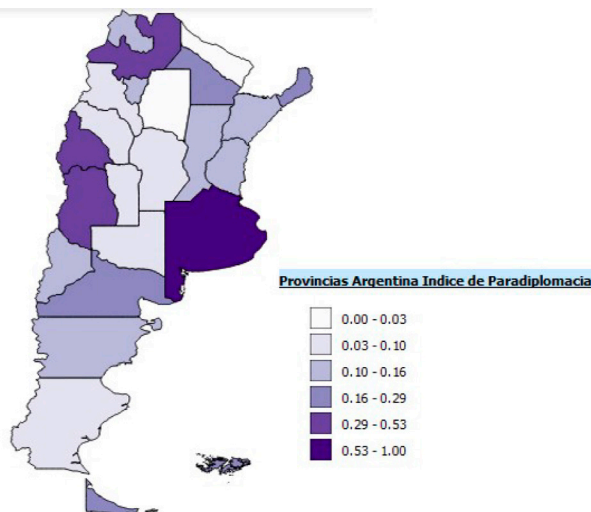 Provincias Argentina Indice de Paradiplomacia
0.00 - 0.03
0.03 - 0.10
0.10 - 0.16
0.16 - 0.29
0.29 - 0.53
0.53 - 1.00